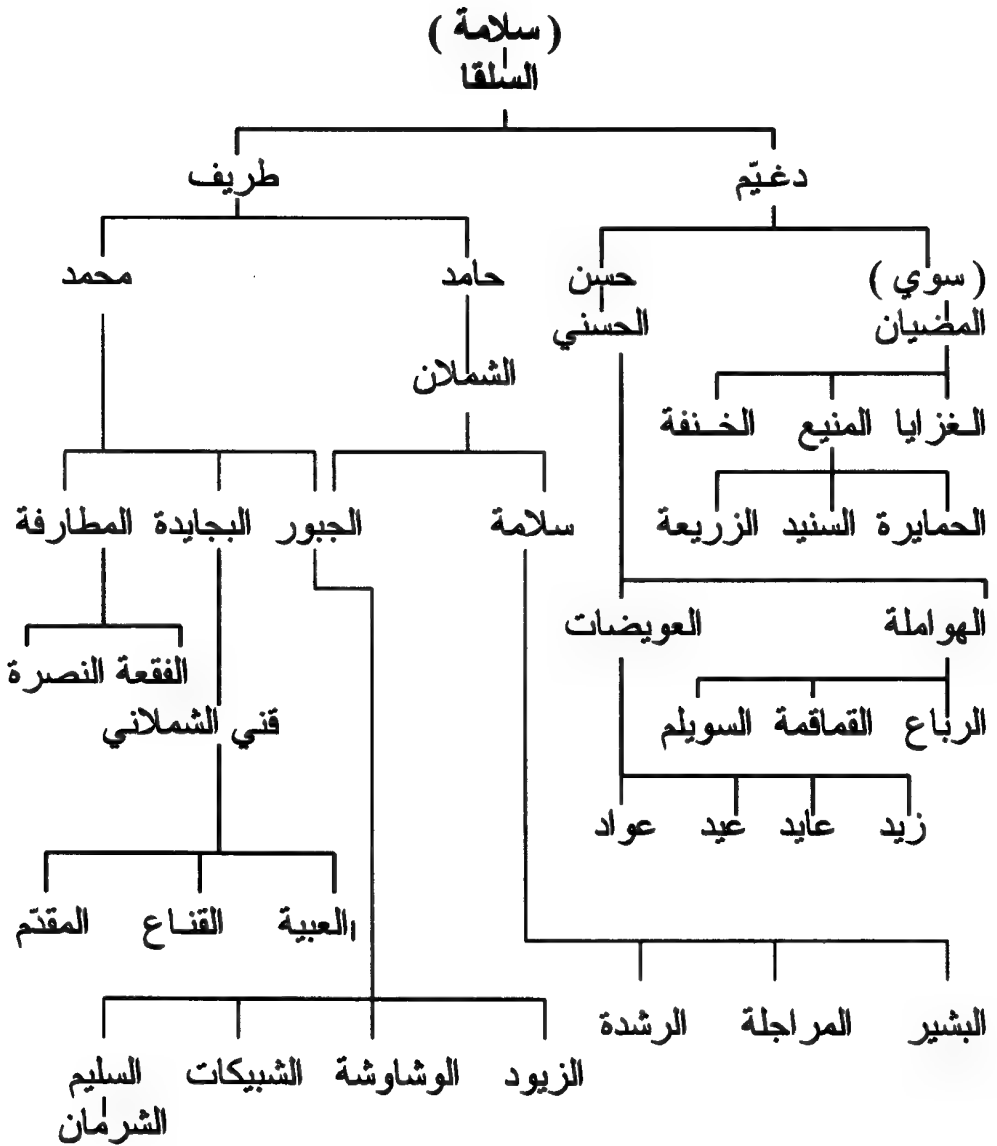 ( سلامة )
السلقا
دغيّم طريف
( سوي ) حسن حامد محمد
المضيان الحسني
الشملان
الغزايا المنيع الخنفة
الحمايرة السنيد الزريعة سلامة الجبور البجايدة المطارفة
الهواملة العويضات
الفقعة النصرة
الرباع القماقمة السويلم قني الشملاني
زيد عايد عيد عواد
العبية القناع المقدّم
البشير المراجلة الرشدة
الزيود الوشاوشة الشبيكات السليم
الشرمان